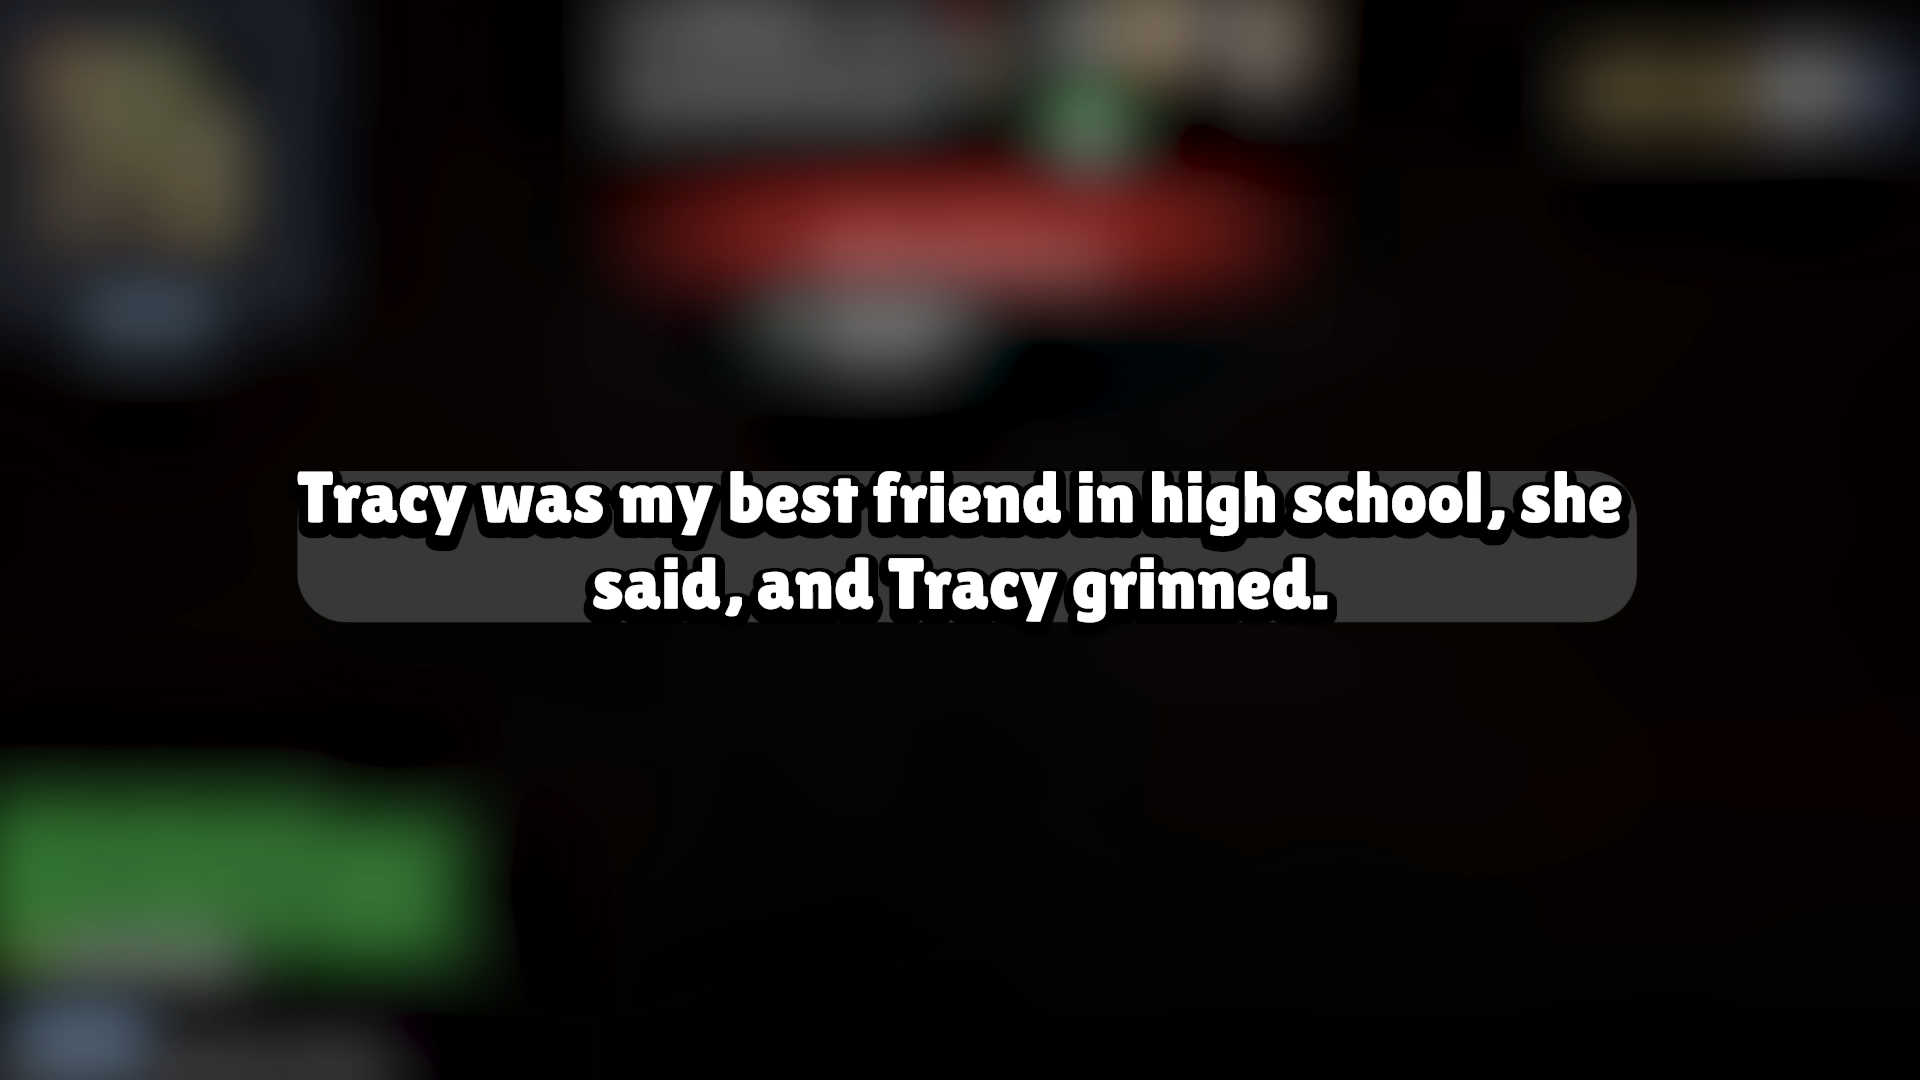 Tracy was my best friend in high school, she
said, and Tracy grinned.